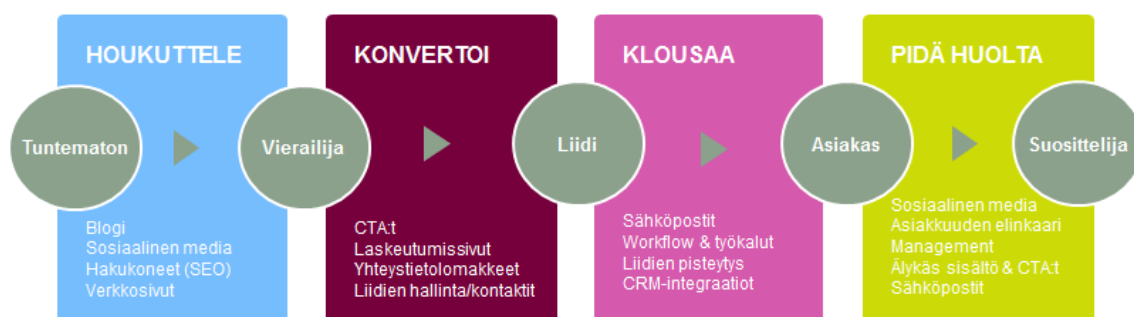 HOUKUTTELE
KONVERTOI
KLOUSAA
PIDÄ HUOLTA
Tuntematon
Vierailija
Liidi
Asiakas
Suosittelija
Blogi
Sosiaalinen media
Hakukoneet (SEO)
Verkkosivut
CTA:t
Laskeutumissivut
Yhteystietolomakkeet
Liidien hallinta/kontaktit
Sähköpostit
Workflow & työkalut
Liidien pisteytys
CRM-integraatiot
Sosiaalinen media
Asiakkuuden elinkaari
Management
Älykäs sisältö & CTA:t
Sähköpostit